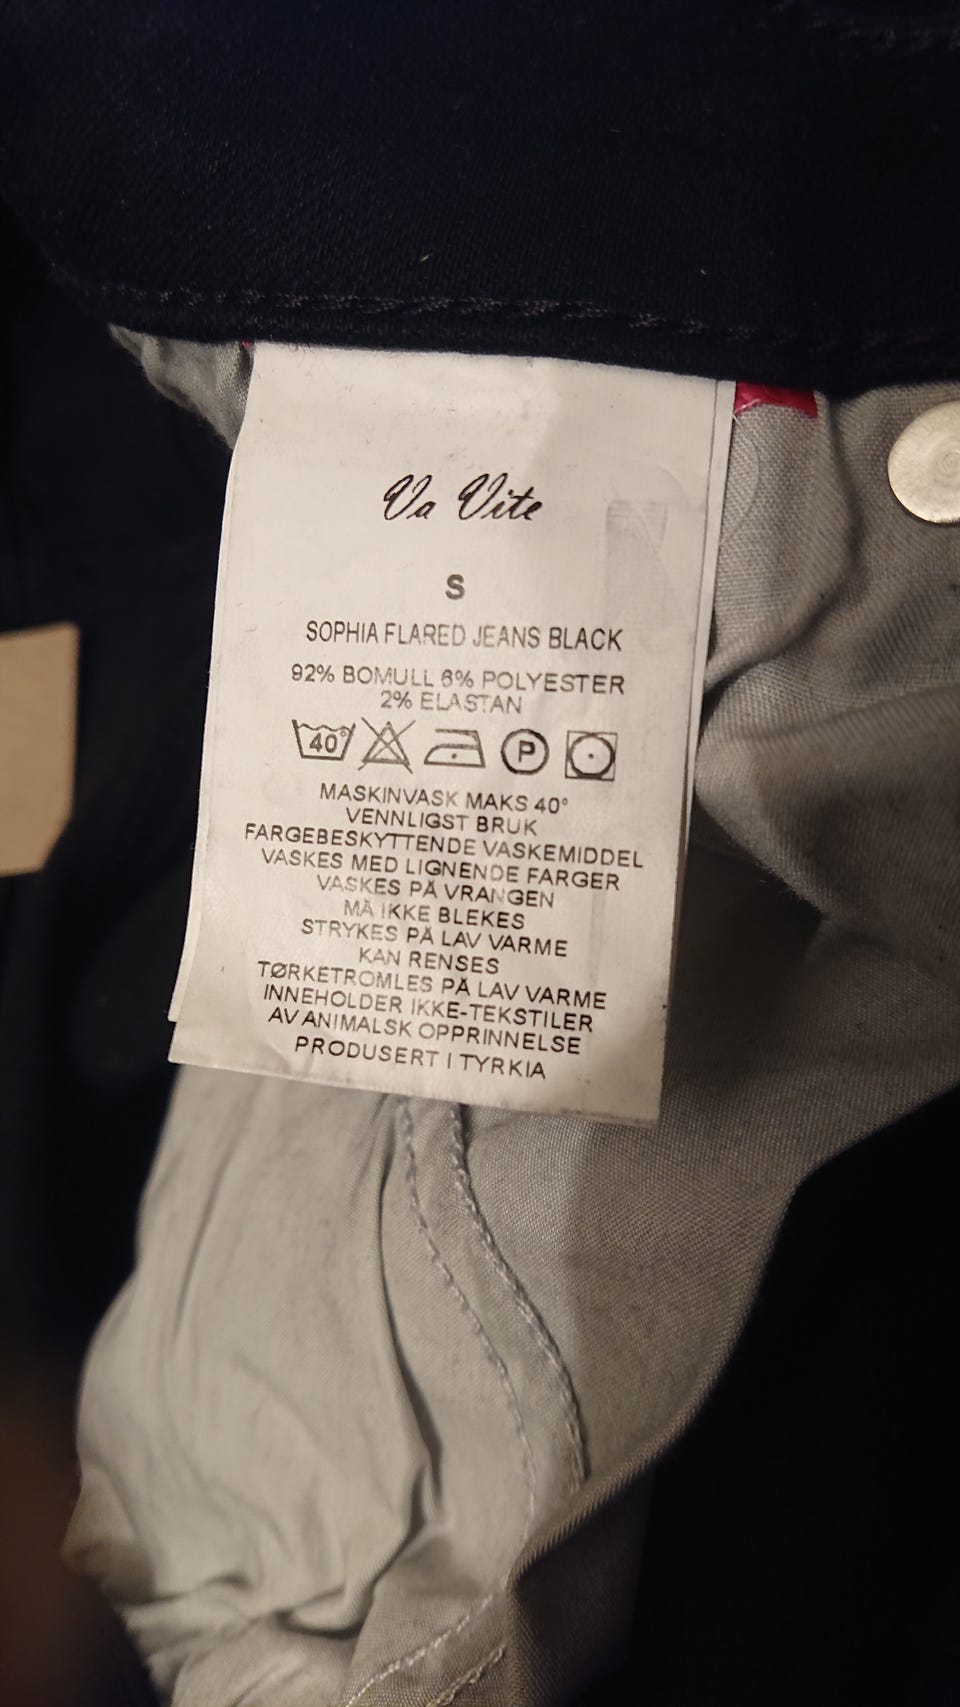 Va Vite
S
SOPHIA FLARED JEANS BLACK
92% BOMULL 6% POLYESTER
2% ELASTAN
40° P
MASKINVASK MAKS 40°
VENNLIGST BRUK
FARGEBESKYTTENDE VASKEMIDDEL
VASKES MED LIGNENDE FARGER
VASKES PÅ VRANGEN
MÅ IKKE BLEKES
STRYKES PÅ LAV VARME
KAN RENSES
TØRKETROMLES PÅ LAV VARME
INNEHOLDER IKKE-TEKSTILER
AV ANIMALSK OPPRINNELSE
PRODUSERT I TYRKIA